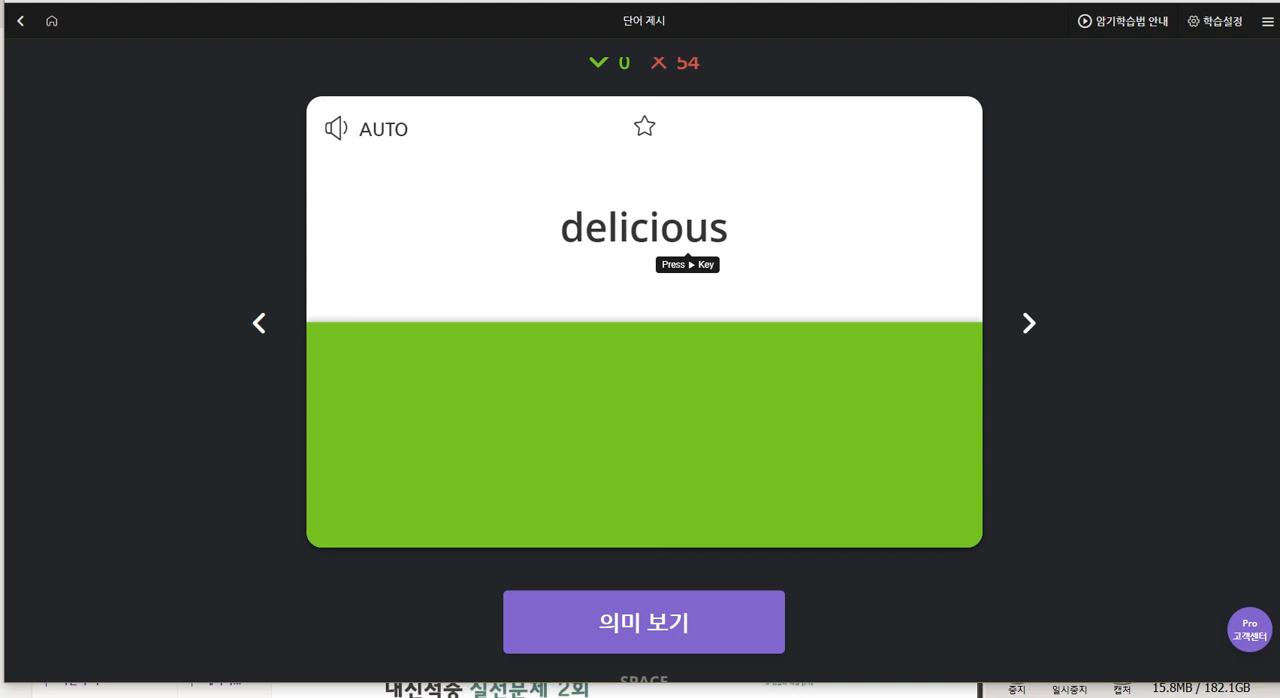 단어 제시
암기학습법 안내
학습설정
0 54
AUTO
delicious
Press ▶ Key
의미 보기
Pro
고객센터
SPACE
내신적중 실전문제 2회
중지 일시중지 캡처 15.8MB / 182.1GB